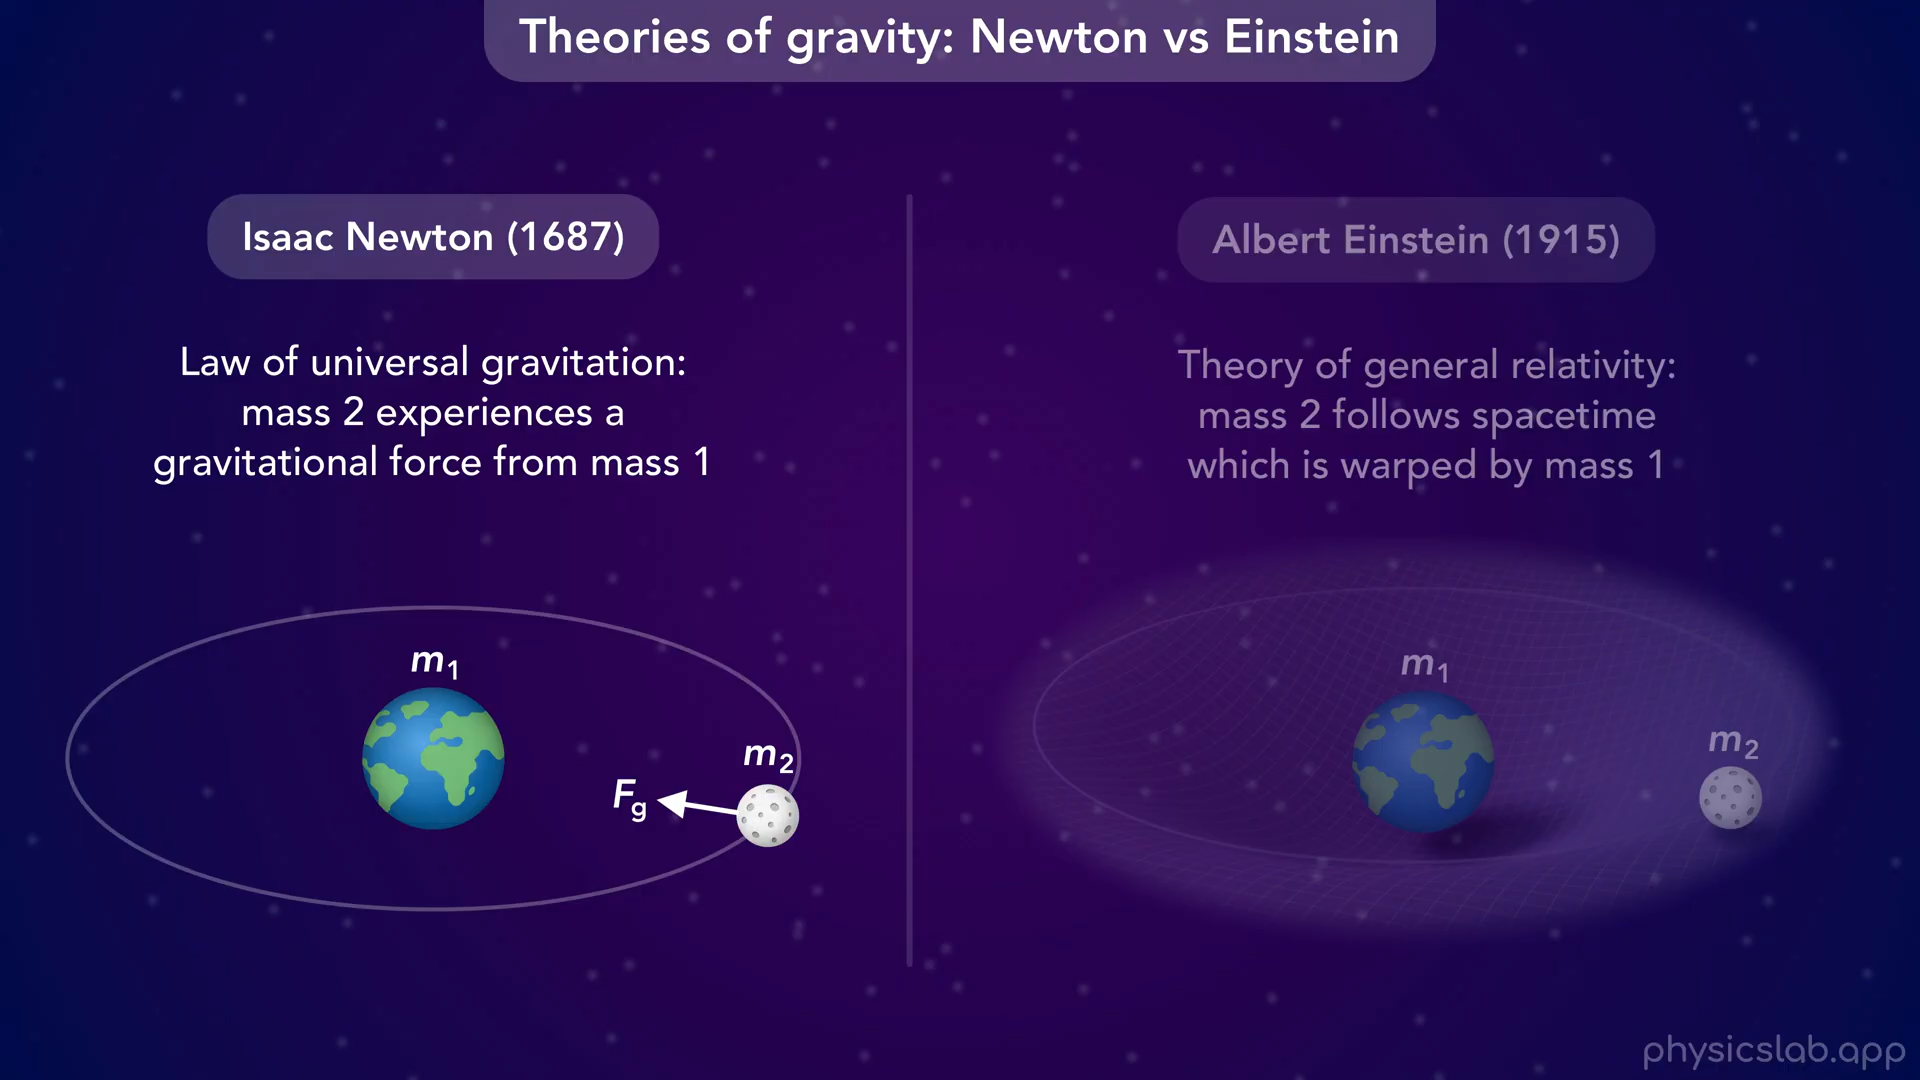 Theories of gravity: Newton vs Einstein
Isaac Newton (1687)
Law of universal gravitation:
mass 2 experiences a
gravitational force from mass 1
m₁
m₂
Fg
Albert Einstein (1915)
Theory of general relativity:
mass 2 follows spacetime
which is warped by mass 1
m₁
m₂
physicslab.app